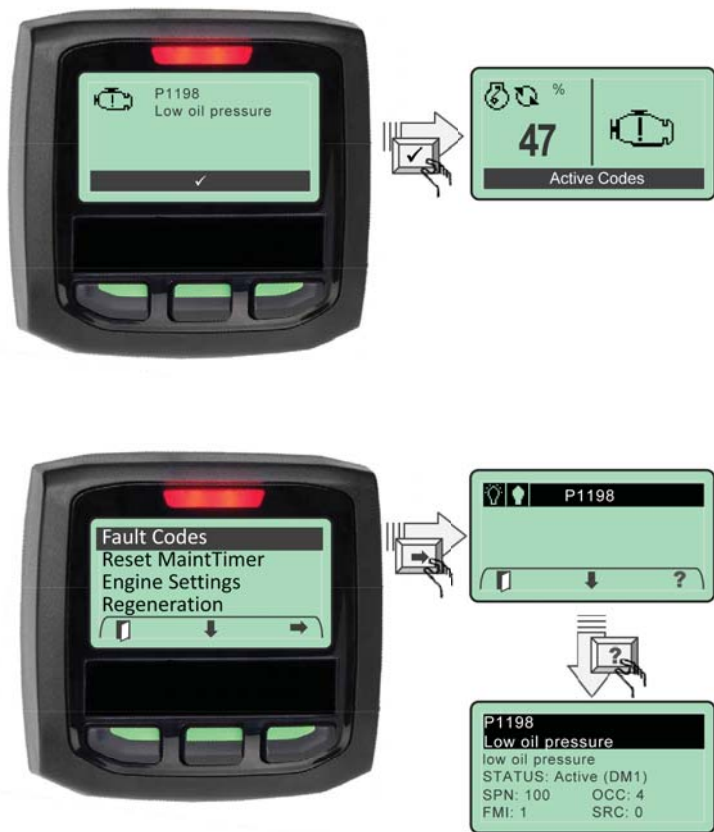 P1198
Low oil pressure
%
47
Active Codes
Fault Codes
Reset MaintTimer
Engine Settings
Regeneration
P1198
?
?
P1198
Low oil pressure
low oil pressure
STATUS: Active (DM1)
SPN: 100 OCC: 4
FMI: 1 SRC: 0